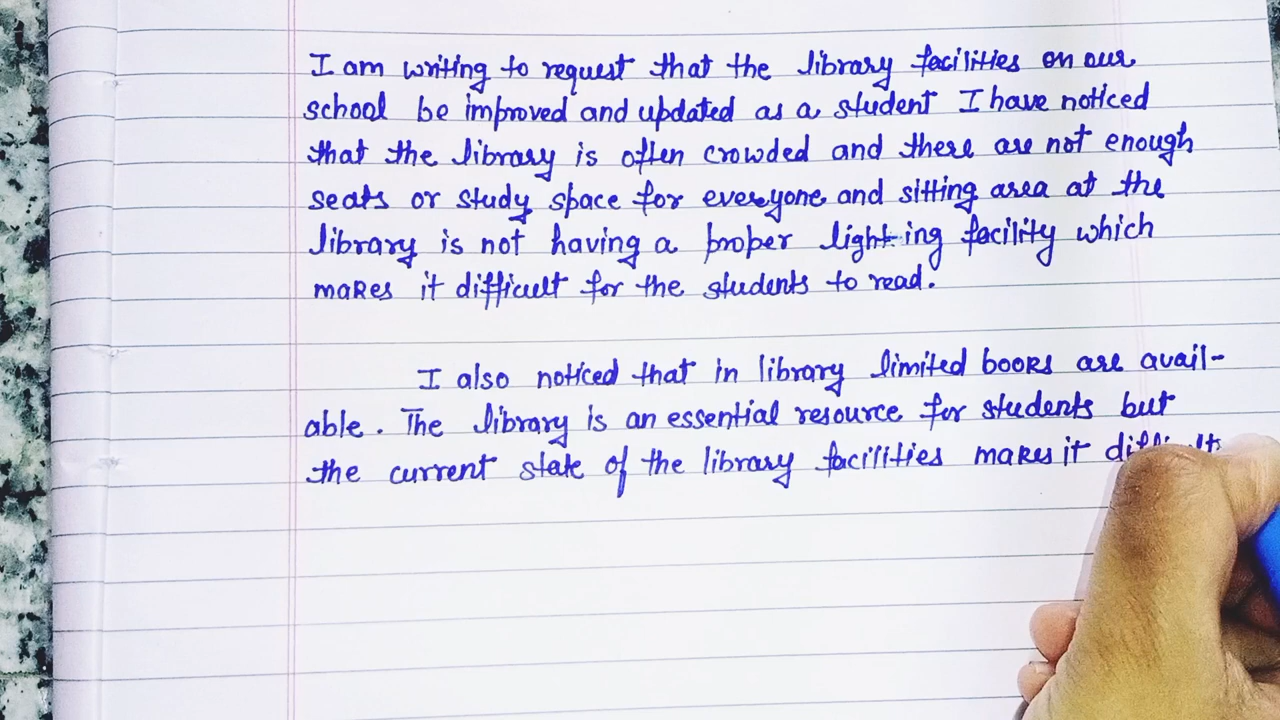 I am writing to request that the library facilities on our
school be improved and updated as a student I have noticed
that the library is often crowded and there are not enough
seats or study space for everyone and sitting area at the
library is not having a proper lighting facility which
makes it difficult for the students to read.
I also noticed that in library limited books are avail-
able. The library is an essential resource for students but
the current state of the library facilities makes it